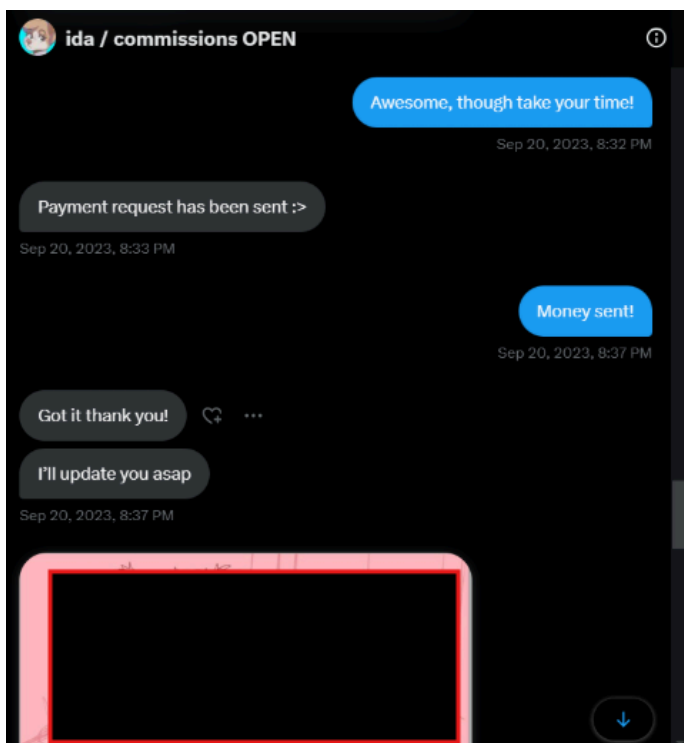 ida / commissions OPEN
Awesome, though take your time!
Sep 20, 2023, 8:32 PM
Payment request has been sent :>
Sep 20, 2023, 8:33 PM
Money sent!
Sep 20, 2023, 8:37 PM
Got it thank you!
I'll update you asap
Sep 20, 2023, 8:37 PM